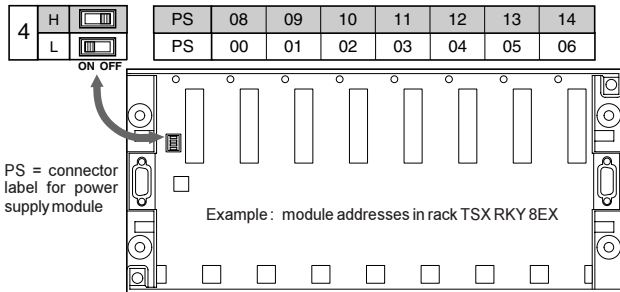 4 H PS 08 09 10 11 12 13 14
L PS 00 01 02 03 04 05 06
ON OFF
PS = connector
label for power
supply module
Example : module addresses in rack TSX RKY 8EX